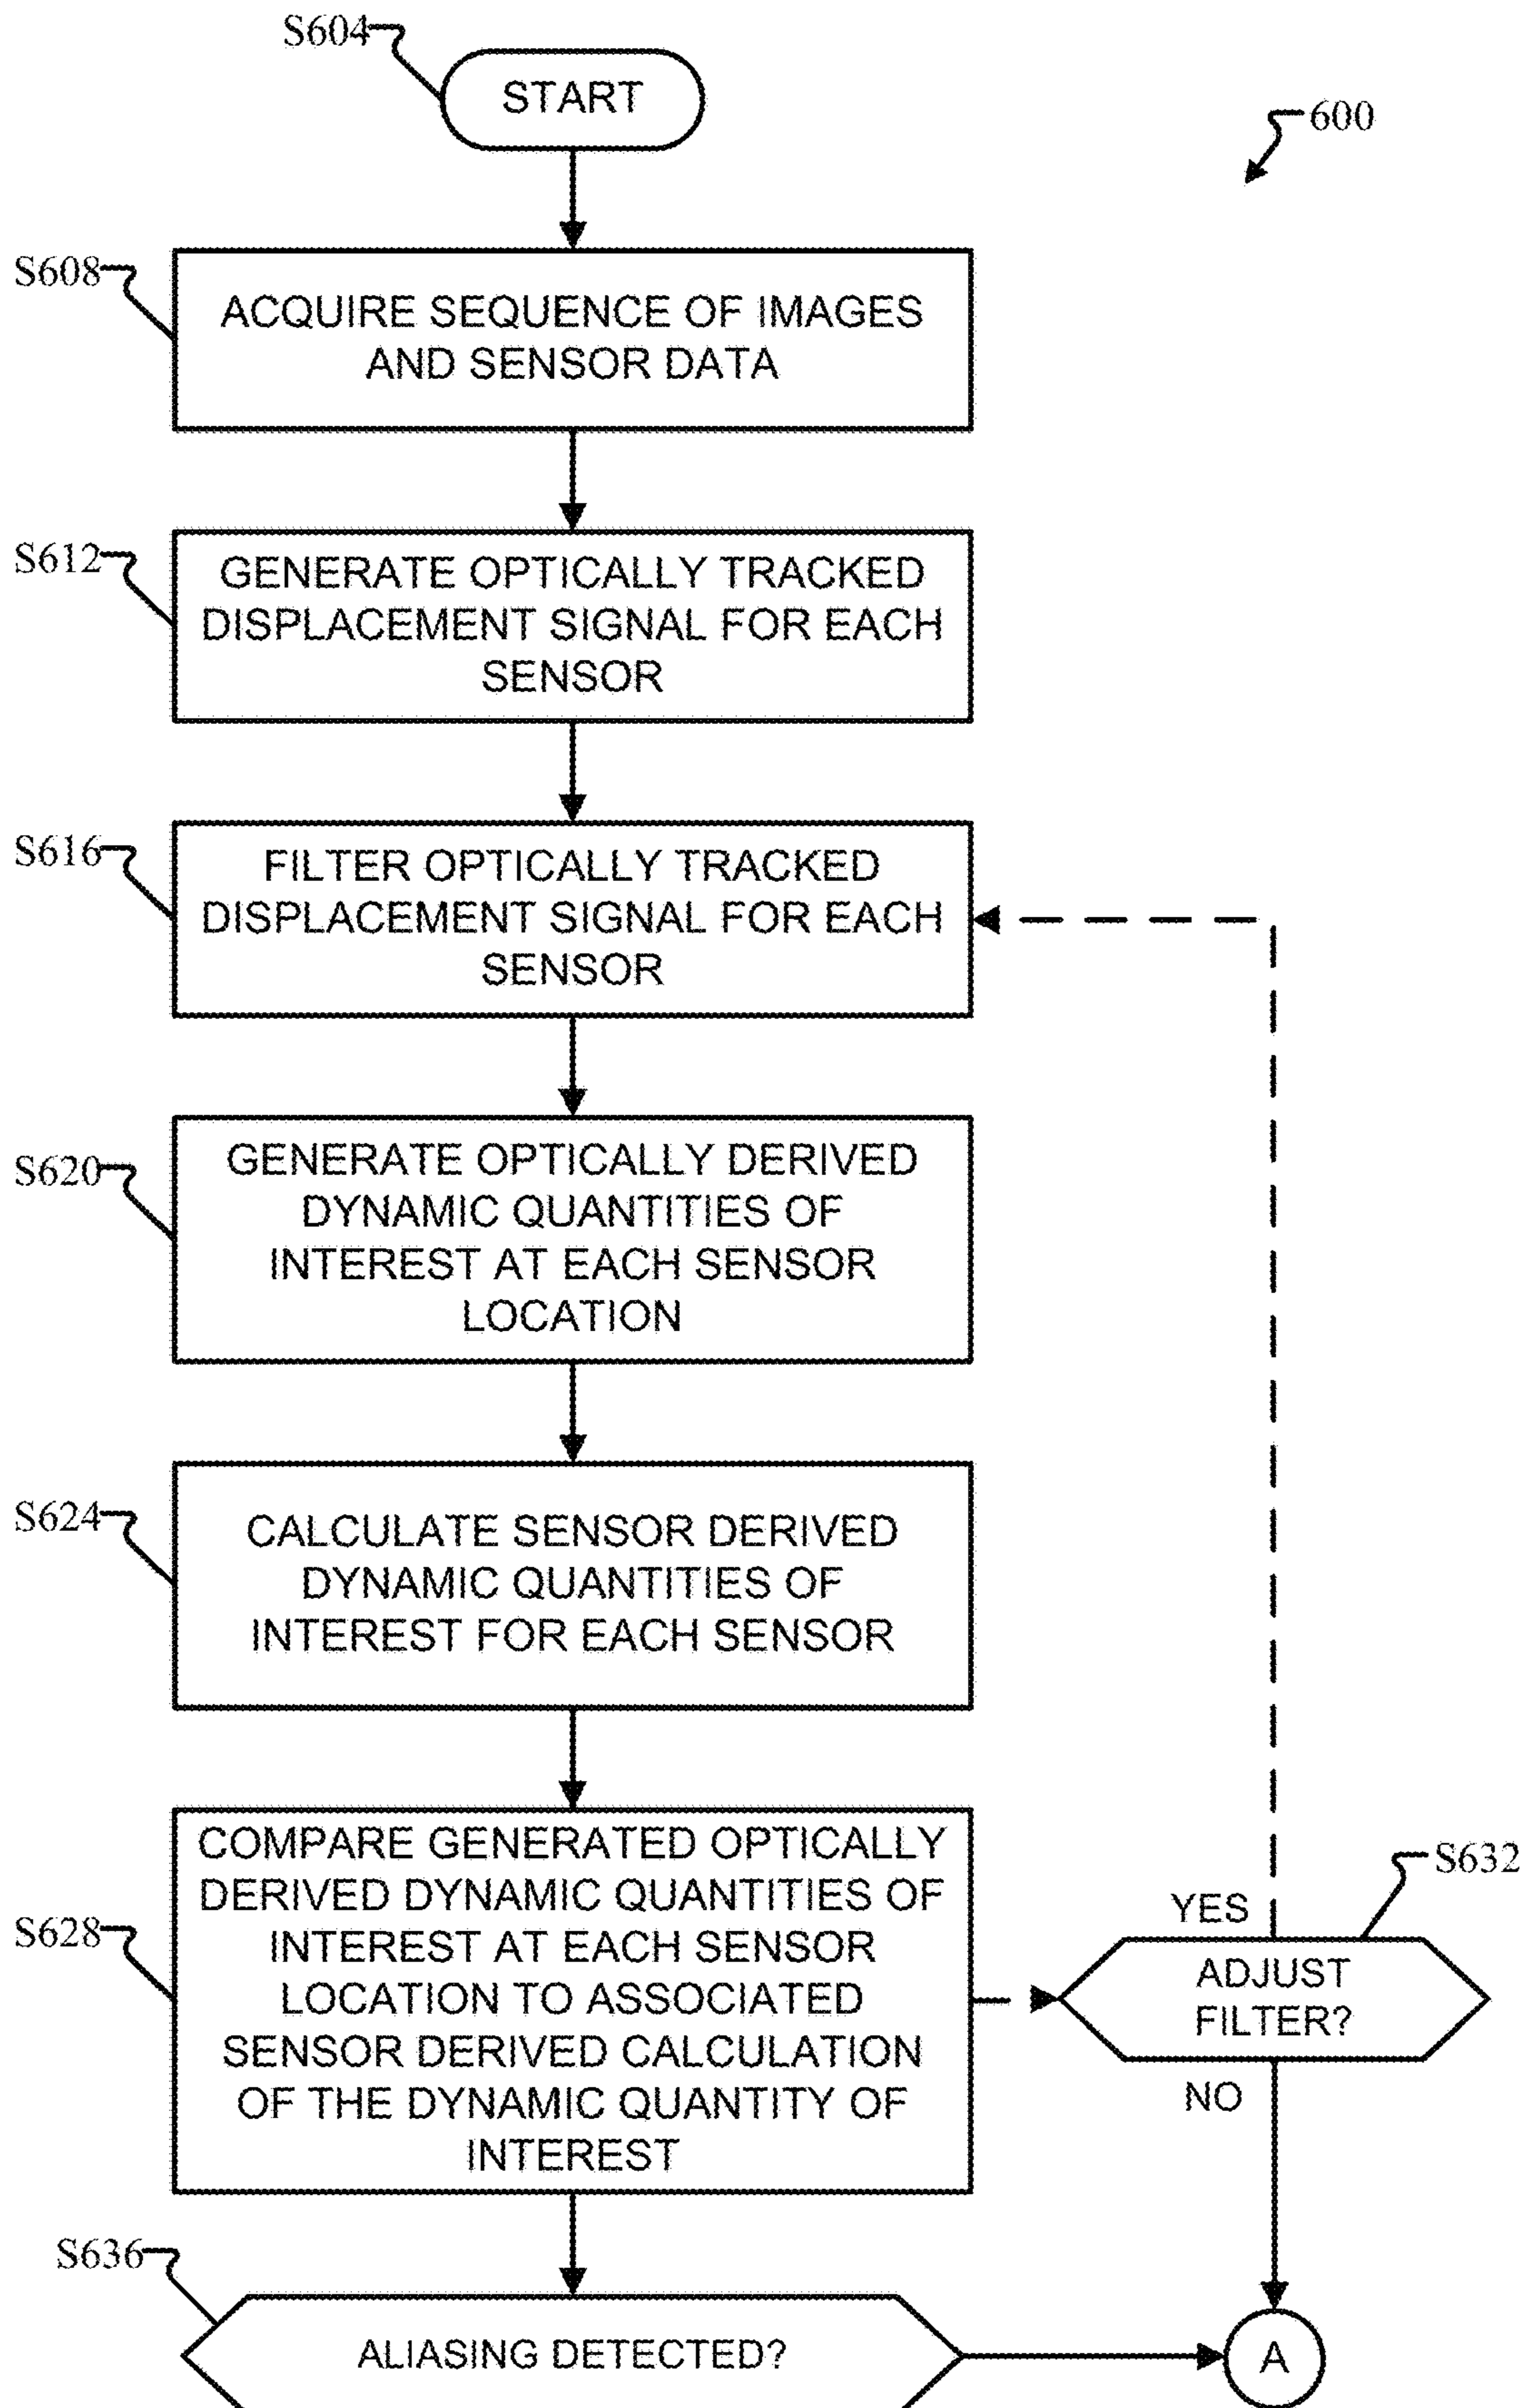 S604
START
600
S608
ACQUIRE SEQUENCE OF IMAGES
AND SENSOR DATA
S612
GENERATE OPTICALLY TRACKED
DISPLACEMENT SIGNAL FOR EACH
SENSOR
S616
FILTER OPTICALLY TRACKED
DISPLACEMENT SIGNAL FOR EACH
SENSOR
S620
GENERATE OPTICALLY DERIVED
DYNAMIC QUANTITIES OF
INTEREST AT EACH SENSOR
LOCATION
S624
CALCULATE SENSOR DERIVED
DYNAMIC QUANTITIES OF
INTEREST FOR EACH SENSOR
S628
COMPARE GENERATED OPTICALLY
DERIVED DYNAMIC QUANTITIES OF
INTEREST AT EACH SENSOR
LOCATION TO ASSOCIATED
SENSOR DERIVED CALCULATION
OF THE DYNAMIC QUANTITY OF
INTEREST
S632
YES
ADJUST
FILTER?
NO
S636
ALIASING DETECTED?
A